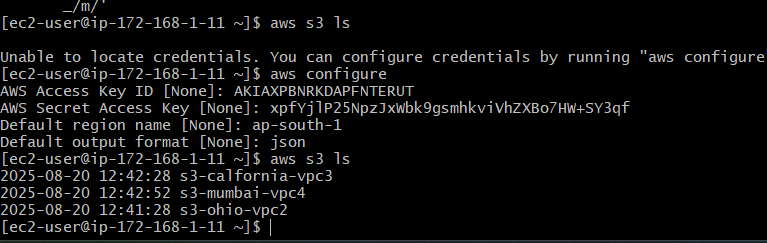 _/m/'
[ec2-user@ip-172-168-1-11 ~]$ aws s3 ls
Unable to locate credentials. You can configure credentials by running "aws configure
[ec2-user@ip-172-168-1-11 ~]$ aws configure
AWS Access Key ID [None]: AKIAXPBNRKDAPFNTERUT
AWS Secret Access Key [None]: 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
Default region name [None]: ap-south-1
Default output format [None]: json
[ec2-user@ip-172-168-1-11 ~]$ aws s3 ls
2025-08-20 12:42:28 s3-calfornia-vpc3
2025-08-20 12:42:52 s3-mumbai-vpc4
2025-08-20 12:41:28 s3-ohio-vpc2
[ec2-user@ip-172-168-1-11 ~]$